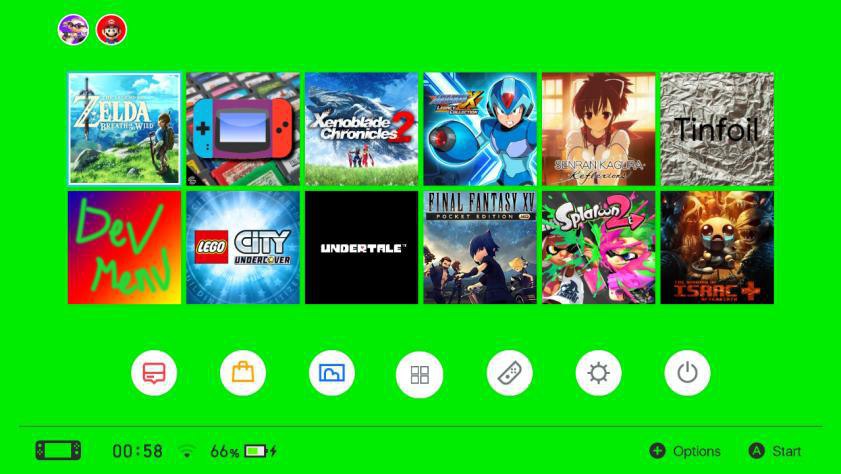 THE LEGEND OF
ZELDA
BREATH OF THE WILD
Xenoblade
Chronicles 2
MEGA MAN
X
LEGACY
COLLECTION
SENRAN KAGURA
Reflexions
Tinfoil
Dev
Menu
LEGO CITY
UNDERCOVER
UNDERTALE
FINAL FANTASY XV
POCKET EDITION HD
Splatoon 2
THE BINDING OF
ISAAC
AFTERBIRTH
+
00:58
66%
+ Options
A Start